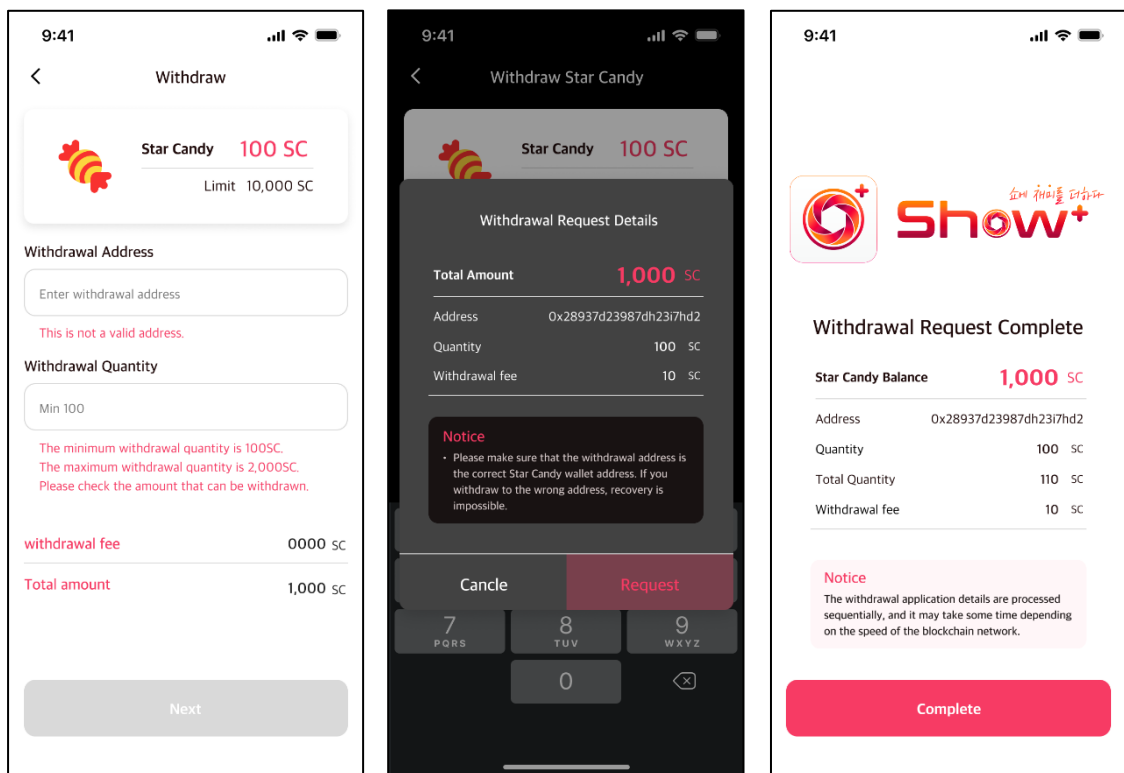 9:41
Withdraw
Star Candy 100 SC
Limit 10,000 SC
Withdrawal Address
Enter withdrawal address
This is not a valid address.
Withdrawal Quantity
Min 100
The minimum withdrawal quantity is 100SC.
The maximum withdrawal quantity is 2,000SC.
Please check the amount that can be withdrawn.
withdrawal fee 0000 SC
Total amount 1,000 SC
Next
9:41
Withdraw Star Candy
Star Candy 100 SC
Withdrawal Request Details
Total Amount 1,000 SC
Address 0x28937d23987dh23i7hd2
Quantity 100 SC
Withdrawal fee 10 SC
Notice
• Please make sure that the withdrawal address is
the correct Star Candy wallet address. If you
withdraw to the wrong address, recovery is
impossible.
Cancle Request
7 8 9
PQRS TUV WXYZ
0
9:41
쇼에 재미를 더하다
Show+
Withdrawal Request Complete
Star Candy Balance 1,000 SC
Address 0x28937d23987dh23i7hd2
Quantity 100 SC
Total Quantity 110 SC
Withdrawal fee 10 SC
Notice
The withdrawal application details are processed
sequentially, and it may take some time depending
on the speed of the blockchain network.
Complete